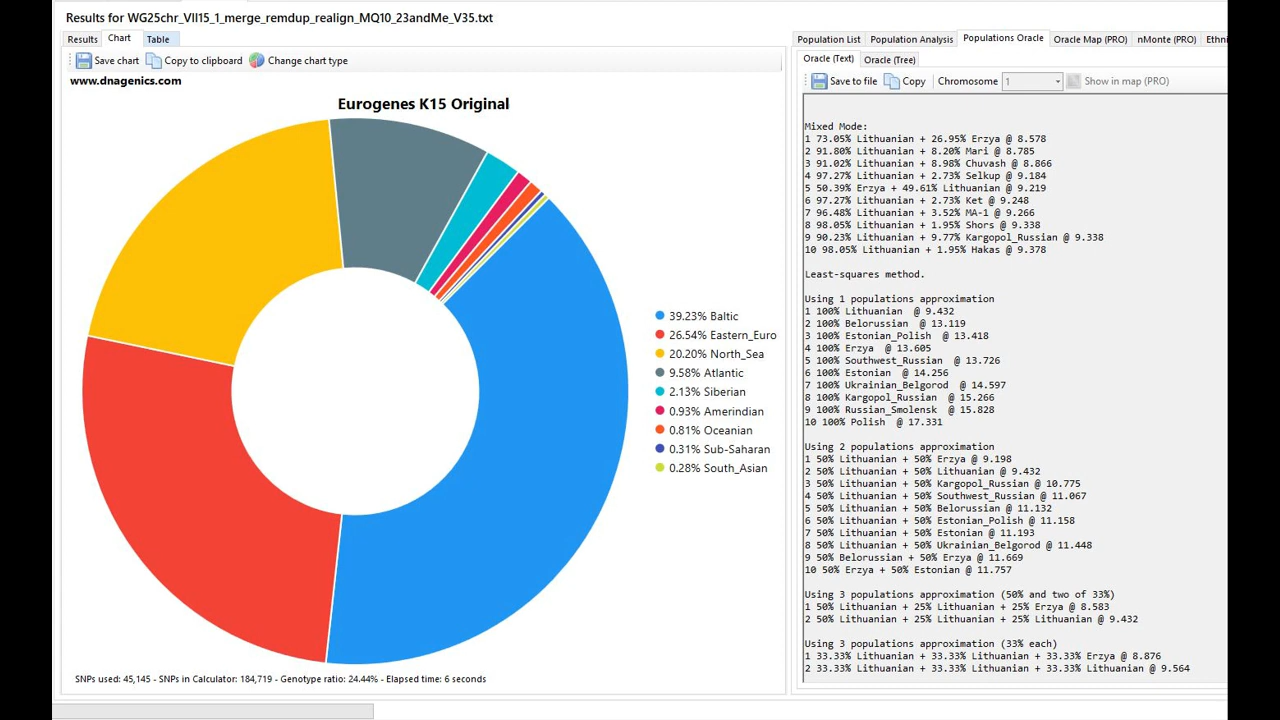 Results for WG25chr_VII15_1_merge_remdup_realign_MQ10_23andMe_V35.txt
Results Chart Table
Save chart Copy to clipboard Change chart type
www.dnagenics.com
Eurogenes K15 Original
39.23% Baltic
26.54% Eastern_Euro
20.20% North_Sea
9.58% Atlantic
2.13% Siberian
0.93% Amerindian
0.81% Oceanian
0.31% Sub-Saharan
0.28% South_Asian
SNPs used: 45,145 - SNPs in Calculator: 184,719 - Genotype ratio: 24.44% - Elapsed time: 6 seconds
Population List Population Analysis Populations Oracle Oracle Map (PRO) nMonte (PRO) Ethni
Oracle (Text) Oracle (Tree)
Save to file Copy Chromosome 1 Show in map (PRO)
Mixed Mode:
1 73.05% Lithuanian + 26.95% Erzya @ 8.578
2 91.80% Lithuanian + 8.20% Mari @ 8.785
3 91.02% Lithuanian + 8.98% Chuvash @ 8.866
4 97.27% Lithuanian + 2.73% Selkup @ 9.184
5 50.39% Erzya + 49.61% Lithuanian @ 9.219
6 97.27% Lithuanian + 2.73% Ket @ 9.248
7 96.48% Lithuanian + 3.52% MA-1 @ 9.266
8 98.05% Lithuanian + 1.95% Shors @ 9.338
9 90.23% Lithuanian + 9.77% Kargopol_Russian @ 9.338
10 98.05% Lithuanian + 1.95% Hakas @ 9.378
Least-squares method.
Using 1 populations approximation
1 100% Lithuanian @ 9.432
2 100% Belorussian @ 13.119
3 100% Estonian_Polish @ 13.418
4 100% Erzya @ 13.605
5 100% Southwest_Russian @ 13.726
6 100% Estonian @ 14.256
7 100% Ukrainian_Belgorod @ 14.597
8 100% Kargopol_Russian @ 15.266
9 100% Russian_Smolensk @ 15.828
10 100% Polish @ 17.331
Using 2 populations approximation
1 50% Lithuanian + 50% Erzya @ 9.198
2 50% Lithuanian + 50% Lithuanian @ 9.432
3 50% Lithuanian + 50% Kargopol_Russian @ 10.775
4 50% Lithuanian + 50% Southwest_Russian @ 11.067
5 50% Lithuanian + 50% Belorussian @ 11.132
6 50% Lithuanian + 50% Estonian_Polish @ 11.158
7 50% Lithuanian + 50% Estonian @ 11.193
8 50% Lithuanian + 50% Ukrainian_Belgorod @ 11.448
9 50% Belorussian + 50% Erzya @ 11.669
10 50% Erzya + 50% Estonian @ 11.757
Using 3 populations approximation (50% and two of 33%)
1 50% Lithuanian + 25% Lithuanian + 25% Erzya @ 8.583
2 50% Lithuanian + 25% Lithuanian + 25% Lithuanian @ 9.432
Using 3 populations approximation (33% each)
1 33.33% Lithuanian + 33.33% Lithuanian + 33.33% Erzya @ 8.876
2 33.33% Lithuanian + 33.33% Lithuanian + 33.33% Lithuanian @ 9.564